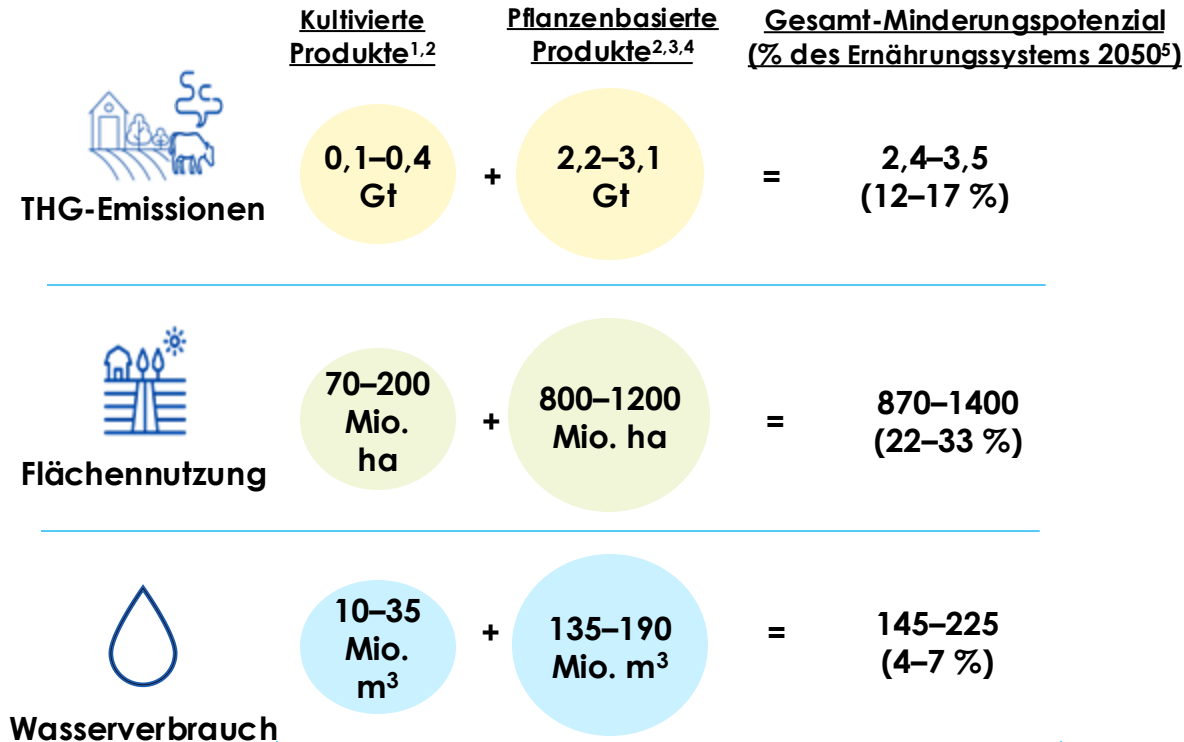 Kultivierte
Produkte1,2
Pflanzenbasierte
Produkte2,3,4
Gesamt-Minderungspotenzial
(% des Ernährungssystems 2050⁵)
THG-Emissionen
0,1–0,4
Gt
+
2,2–3,1
Gt
=
2,4–3,5
(12–17 %)
Flächennutzung
70–200
Mio.
ha
+
800–1200
Mio. ha
=
870–1400
(22–33 %)
Wasserverbrauch
10–35
Mio.
m³
+
135–190
Mio. m³
=
145–225
(4–7 %)